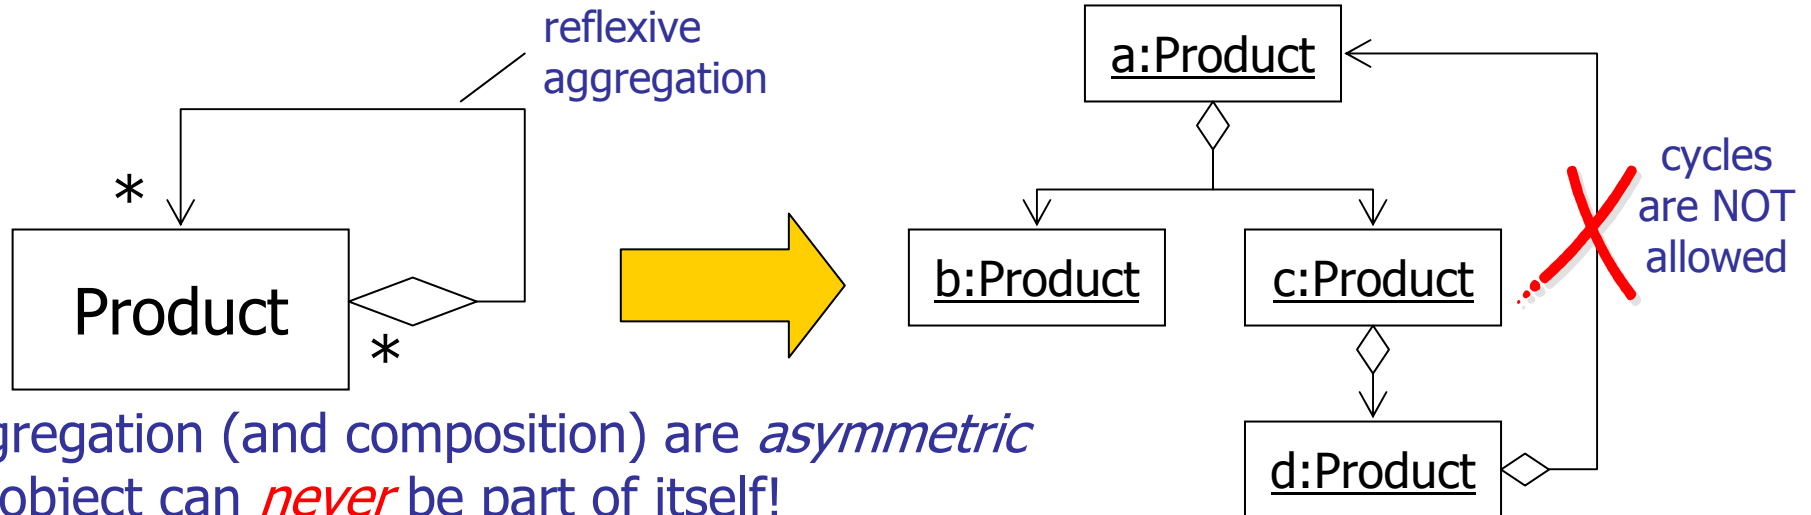 reflexive
aggregation
*
Product
*
a:Product
b:Product
c:Product
d:Product
cycles
are NOT
allowed
gregation (and composition) are asymmetric
object can never be part of itself!